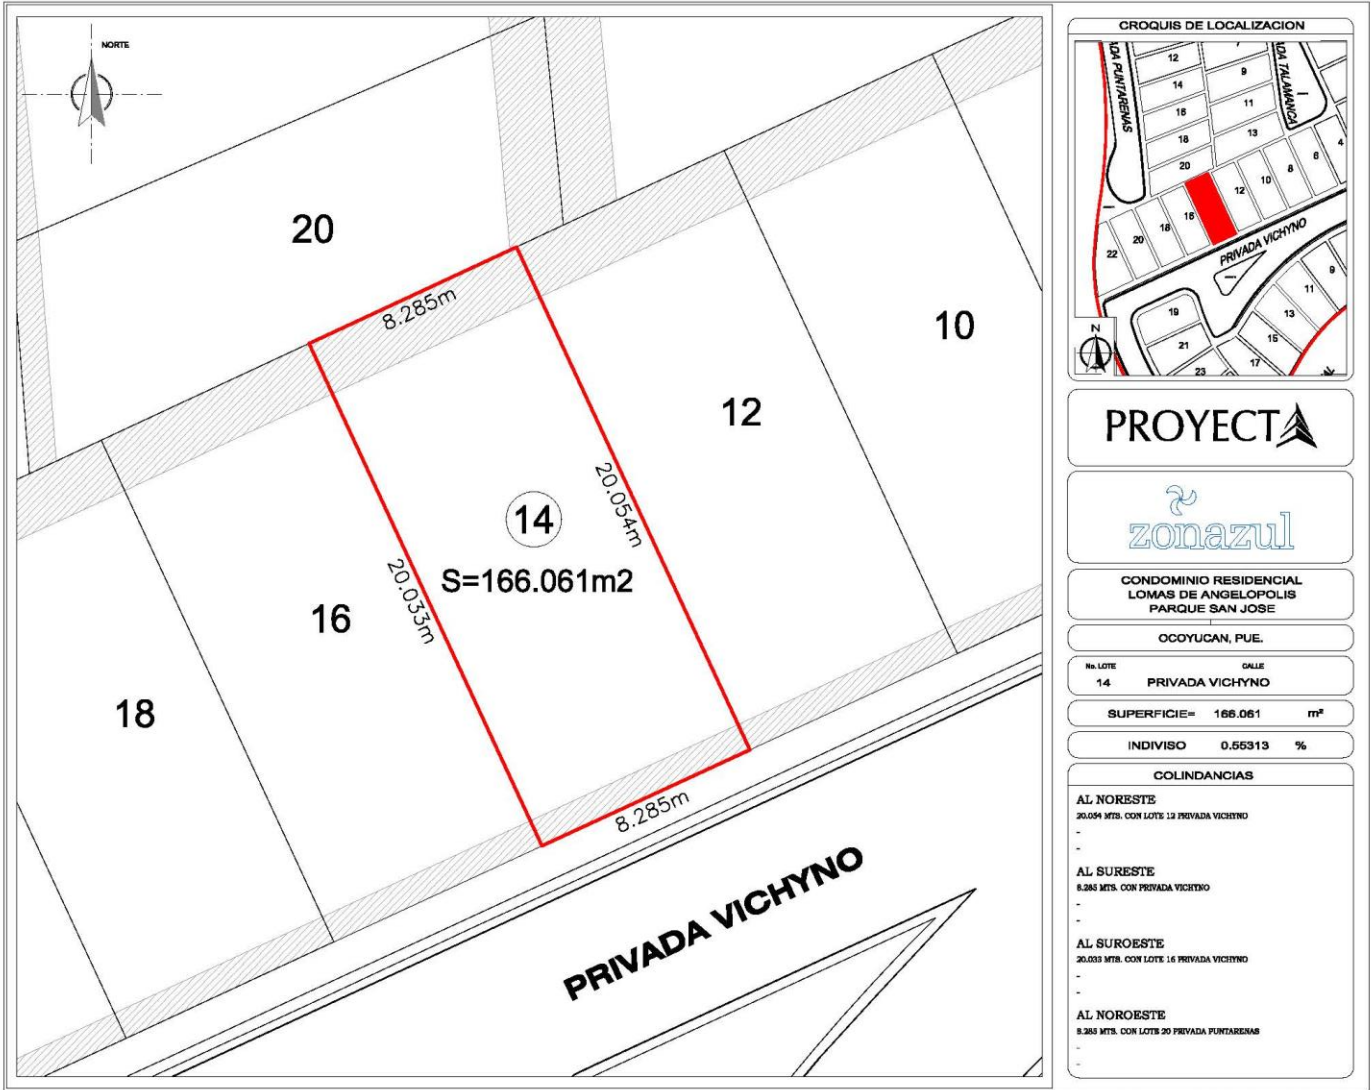 NORTE
20
8.285m
10
12
20.054m
14
S=166.061m2
20.033m
16
18
8.285m
PRIVADA VICHYNO
CROQUIS DE LOCALIZACION
ADA PUNTARENAS
ADA TALAMANCA
12
14
16
18
20
7
9
11
13
12
10
8
6
4
22
20
18
16
PRIVADA VICHYNO
19
21
23
17
15
13
11
9
N
PROYECTA
zonazul
CONDOMINIO RESIDENCIAL
LOMAS DE ANGELOPOLIS
PARQUE SAN JOSE
OCOYUCAN, PUE.
No. LOTE CALLE
14 PRIVADA VICHYNO
SUPERFICIE= 166.061 m²
INDIVISO 0.55313 %
COLINDANCIAS
AL NORESTE
20.054 MTS. CON LOTE 12 PRIVADA VICHYNO
-
-
AL SURESTE
8.285 MTS. CON PRIVADA VICHYNO
-
-
AL SUROESTE
20.033 MTS. CON LOTE 16 PRIVADA VICHYNO
-
-
AL NOROESTE
8.285 MTS. CON LOTE 20 PRIVADA PUNTARENAS
-
-